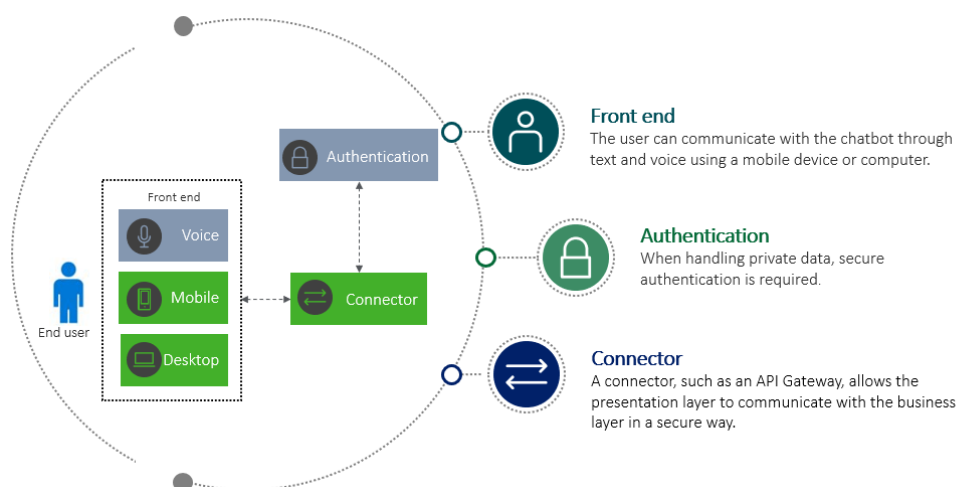 Authentication
Front end
Voice
Mobile
Connector
End user
Desktop
Front end
The user can communicate with the chatbot through
text and voice using a mobile device or computer.
Authentication
When handling private data, secure
authentication is required.
Connector
A connector, such as an API Gateway, allows the
presentation layer to communicate with the business
layer in a secure way.